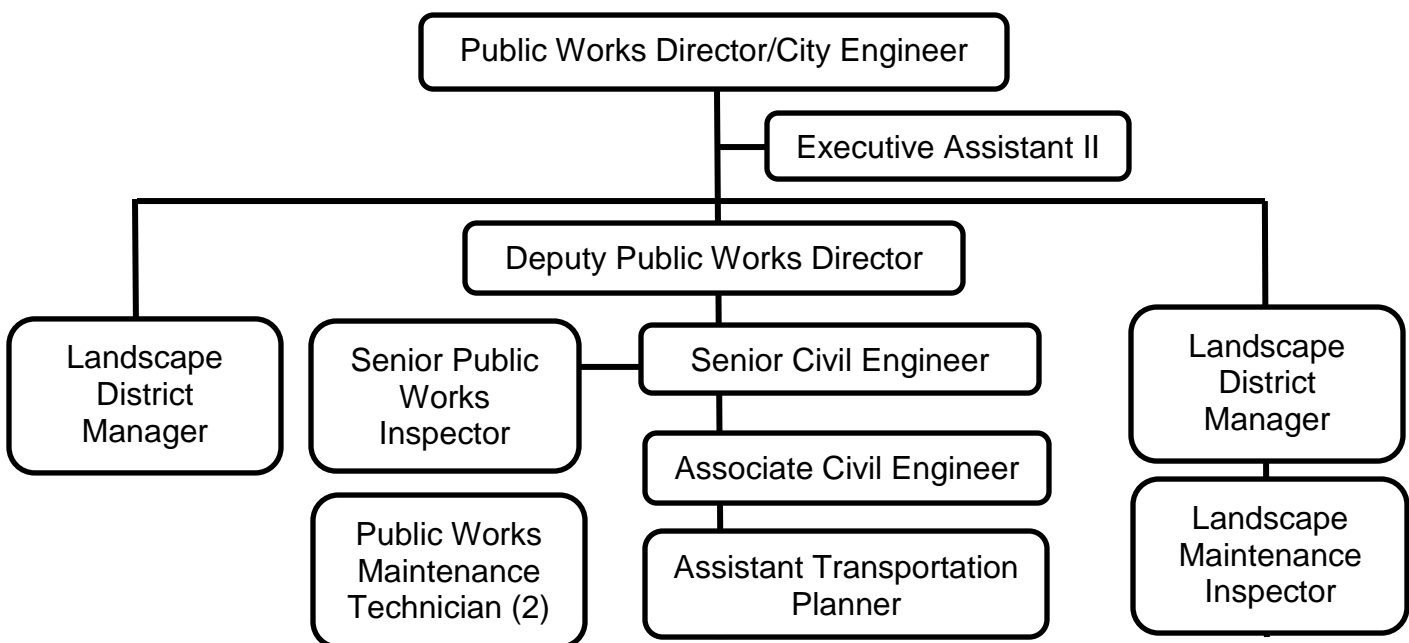 Public Works Director/City Engineer
Executive Assistant II
Deputy Public Works Director
Landscape
District
Manager
Senior Public
Works
Inspector
Senior Civil Engineer
Landscape
District
Manager
Associate Civil Engineer
Public Works
Maintenance
Technician (2)
Assistant Transportation
Planner
Landscape
Maintenance
Inspector